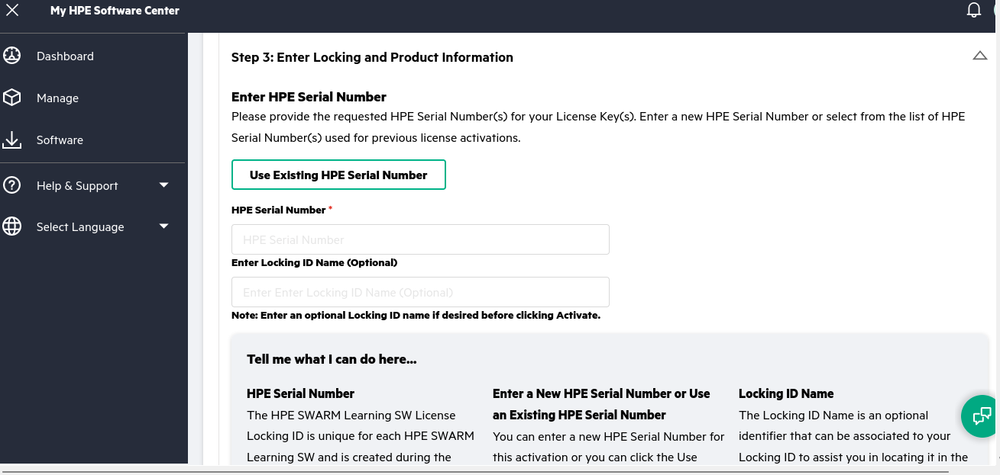 My HPE Software Center
Dashboard
Manage
Software
Help & Support
Select Language
Step 3: Enter Locking and Product Information
Enter HPE Serial Number
Please provide the requested HPE Serial Number(s) for your License Key(s). Enter a new HPE Serial Number or select from the list of HPE
Serial Number(s) used for previous license activations.
Use Existing HPE Serial Number
HPE Serial Number *
HPE Serial Number
Enter Locking ID Name (Optional)
Enter Enter Locking ID Name (Optional)
Note: Enter an optional Locking ID name if desired before clicking Activate.
Tell me what I can do here...
HPE Serial Number
The HPE SWARM Learning SW License
Locking ID is unique for each HPE SWARM
Learning SW and is created during the
Enter a New HPE Serial Number or Use
an Existing HPE Serial Number
You can enter a new HPE Serial Number for
this activation or you can click the Use
Locking ID Name
The Locking ID Name is an optional
identifier that can be associated to your
Locking ID to assist you in locating it in the